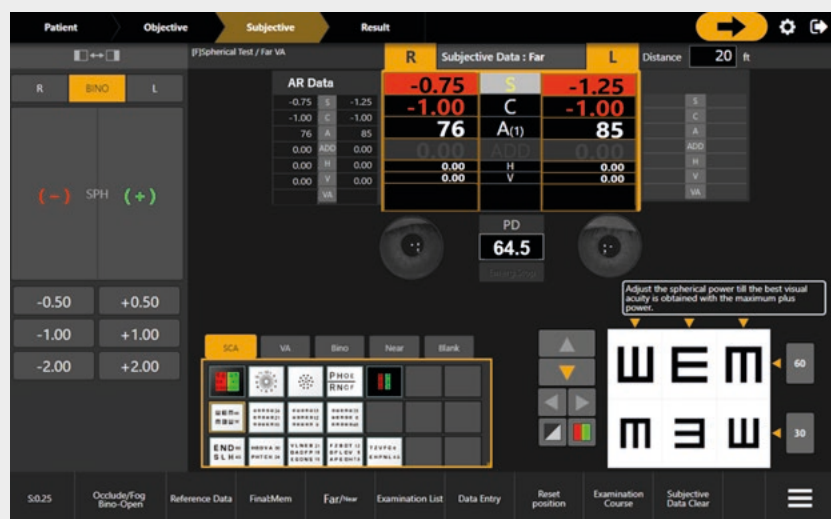 Patient Objective Subjective Result
[F]Spherical Test / Far VA
R Subjective Data : Far L
Distance 20 ft
R BINO L
AR Data
-0.75 S -1.25
-1.00 C -1.00
76 A 85
0.00 ADD 0.00
0.00 H 0.00
0.00 V 0.00
VA
-0.75 S -1.25
-1.00 C -1.00
76 A(1) 85
0.00 ADD 0.00
0.00 H 0.00
0.00 V 0.00
S
C
A
ADD
H
V
VA
(-) SPH (+)
PD
64.5
Adjust the spherical power till the best visual
acuity is obtained with the maximum plus
power.
-0.50 +0.50
-1.00 +1.00
-2.00 +2.00
SCA VA Bino Near Blank
PHOE
RNCF
END
SLH
60
30
S:0.25
Occlude/Fog
Bino-Open
Reference Data
Final:Mem
Far/Near
Examination List
Data Entry
Reset
position
Examination
Course
Subjective
Data Clear